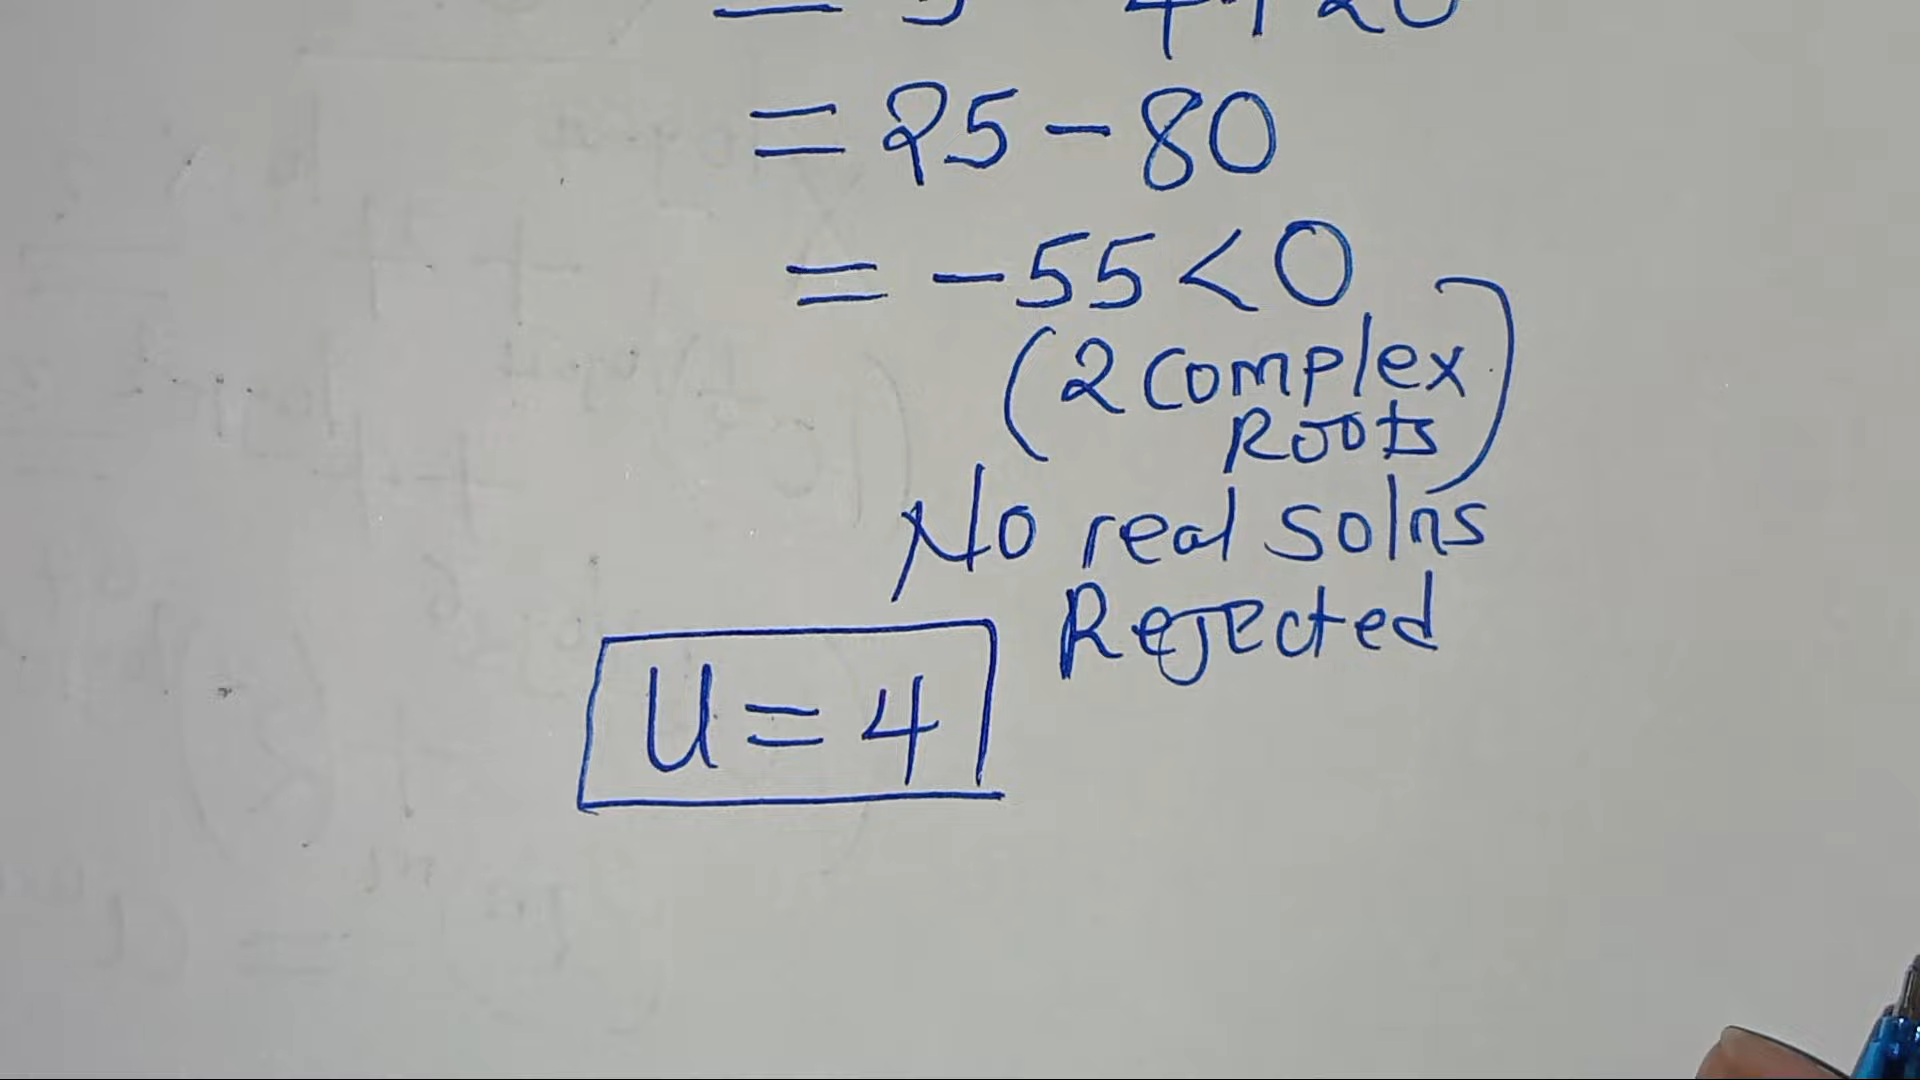 = 25 - 80
= -55 < 0
(2 complex
Roots)
No real solns
Rejected
U = 4